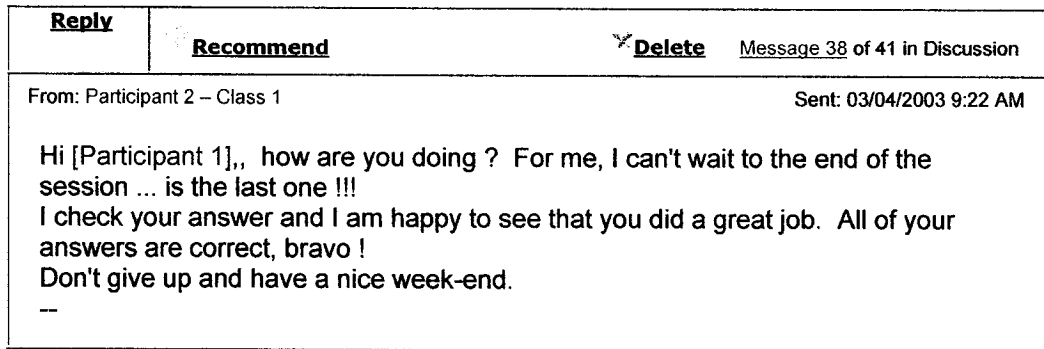 Reply
Recommend Delete Message 38 of 41 in Discussion
From: Participant 2 – Class 1 Sent: 03/04/2003 9:22 AM
Hi [Participant 1],, how are you doing ? For me, I can't wait to the end of the
session ... is the last one !!!
I check your answer and I am happy to see that you did a great job. All of your
answers are correct, bravo !
Don't give up and have a nice week-end.
--